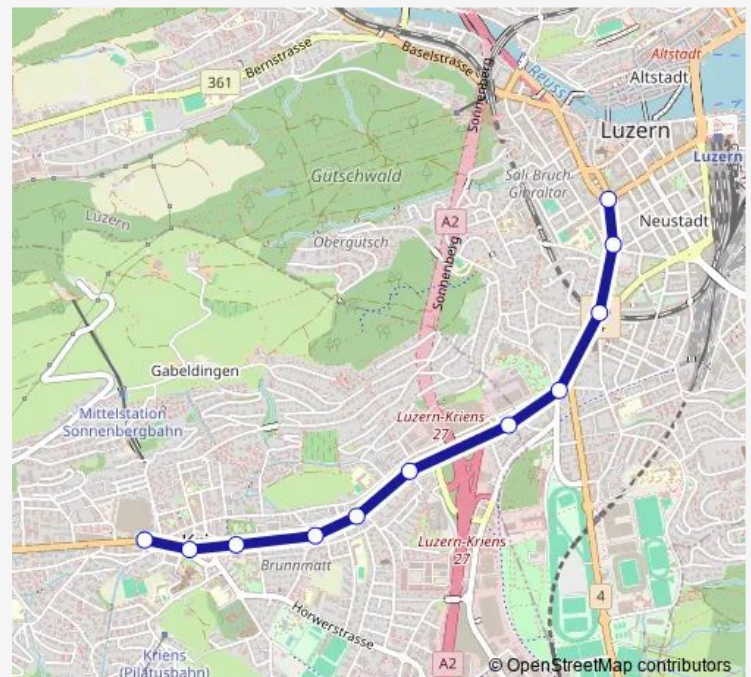 Bernstrasse
361
Baselstrasse
Sonnenberg
Reuss
Altstadt
Altstadt
Luzern
Luzern
Gütschwald
Sali Bruch
Gibraltar
Luzern
A2
Neustadt
Obergütsch
Sonnenberg
Gabeldingen
Mittelstation
Sonnenbergbahn
Luzern-Kriens
27
Luzern-Kriens
27
Brunnmatt
4
Horwerstrasse
Kriens
(Pilatusbahn)
A2
© OpenStreetMap contributors